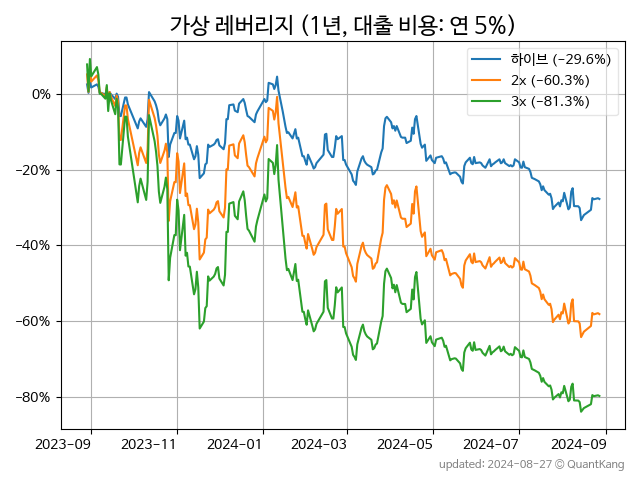 가상 레버리지 (1년, 대출 비용: 연 5%)
하이브 (−29.6%)
2x (−60.3%)
3x (−81.3%)
0%
−20%
−40%
−60%
−80%
2023−09 2023−11 2024−01 2024−03 2024−05 2024−07 2024−09
updated: 2024-08-27 © QuantKang